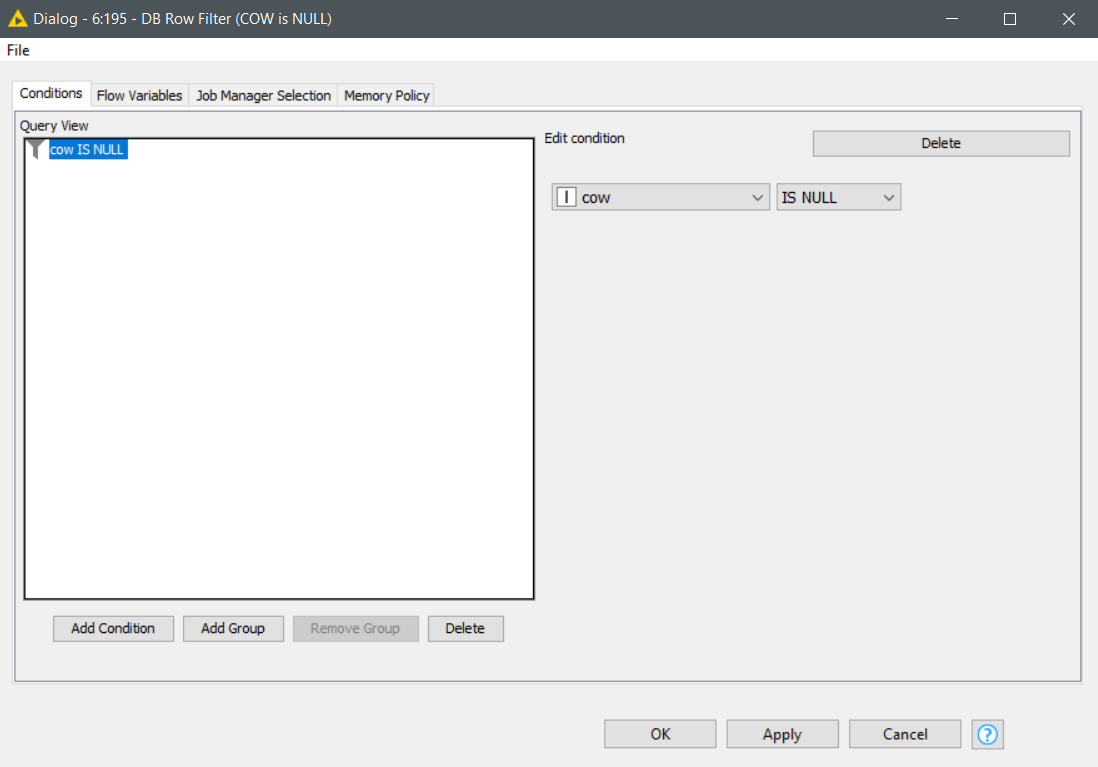 Dialog - 6:195 - DB Row Filter (COW is NULL)
File
Conditions Flow Variables Job Manager Selection Memory Policy
Query View
cow IS NULL
Edit condition
Delete
I cow IS NULL
Add Condition Add Group Remove Group Delete
OK Apply Cancel ?